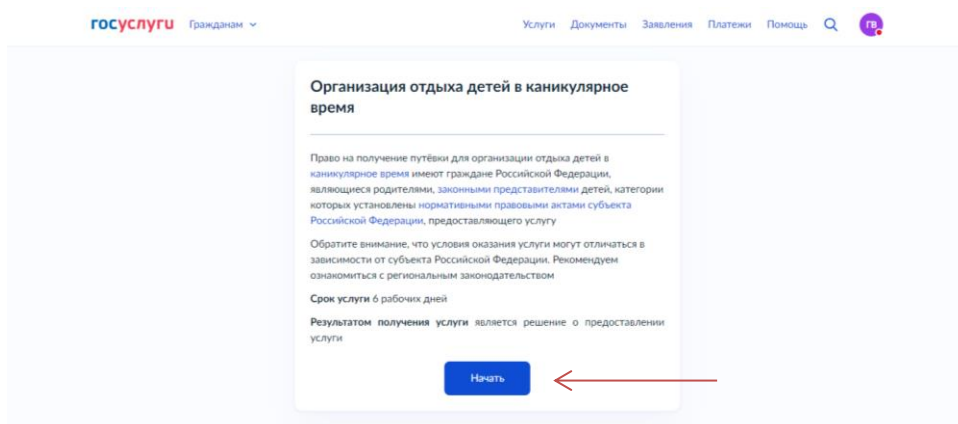 госуслуги Гражданам Услуги Документы Заявления Платежи Помощь ГВ
Организация отдыха детей в каникулярное
время
Право на получение путёвки для организации отдыха детей в
каникулярное время имеют граждане Российской Федерации,
являющиеся родителями, законными представителями детей, категории
которых установлены нормативными правовыми актами субъекта
Российской Федерации, предоставляющего услугу
Обратите внимание, что условия оказания услуги могут отличаться в
зависимости от субъекта Российской Федерации. Рекомендуем
ознакомиться с региональным законодательством
Срок услуги 6 рабочих дней
Результатом получения услуги является решение о предоставлении
услуги
Начать